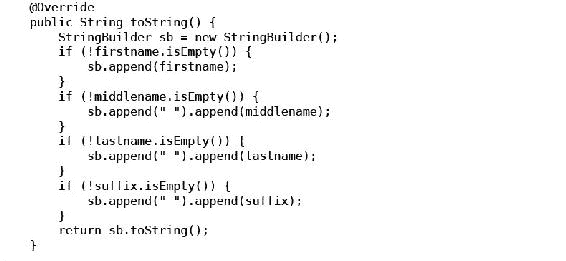 @Override
public String toString() {
    StringBuilder sb = new StringBuilder();
    if (!firstname.isEmpty()) {
        sb.append(firstname);
    }
    if (!middlename.isEmpty()) {
        sb.append(" ").append(middlename);
    }
    if (!lastname.isEmpty()) {
        sb.append(" ").append(lastname);
    }
    if (!suffix.isEmpty()) {
        sb.append(" ").append(suffix);
    }
    return sb.toString();
}